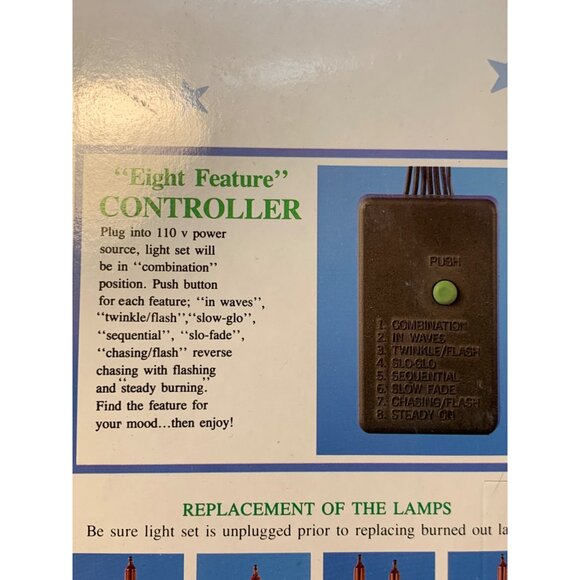 “Eight Feature”
CONTROLLER
Plug into 110 v power
source, light set will
be in “combination”
position. Push button
for each feature; “in waves”,
“twinkle/flash”,“slow-glo”,
“sequential”, “slo-fade”,
“chasing/flash” reverse
chasing with flashing
and “steady burning.”
Find the feature for
your mood...then enjoy!
PUSH
1. COMBINATION
2. IN WAVES
3. TWINKLE/FLASH
4. SLO-GLO
5. SEQUENTIAL
6. SLOW FADE
7. CHASING/FLASH
8. STEADY ON
REPLACEMENT OF THE LAMPS
Be sure light set is unplugged prior to replacing burned out la